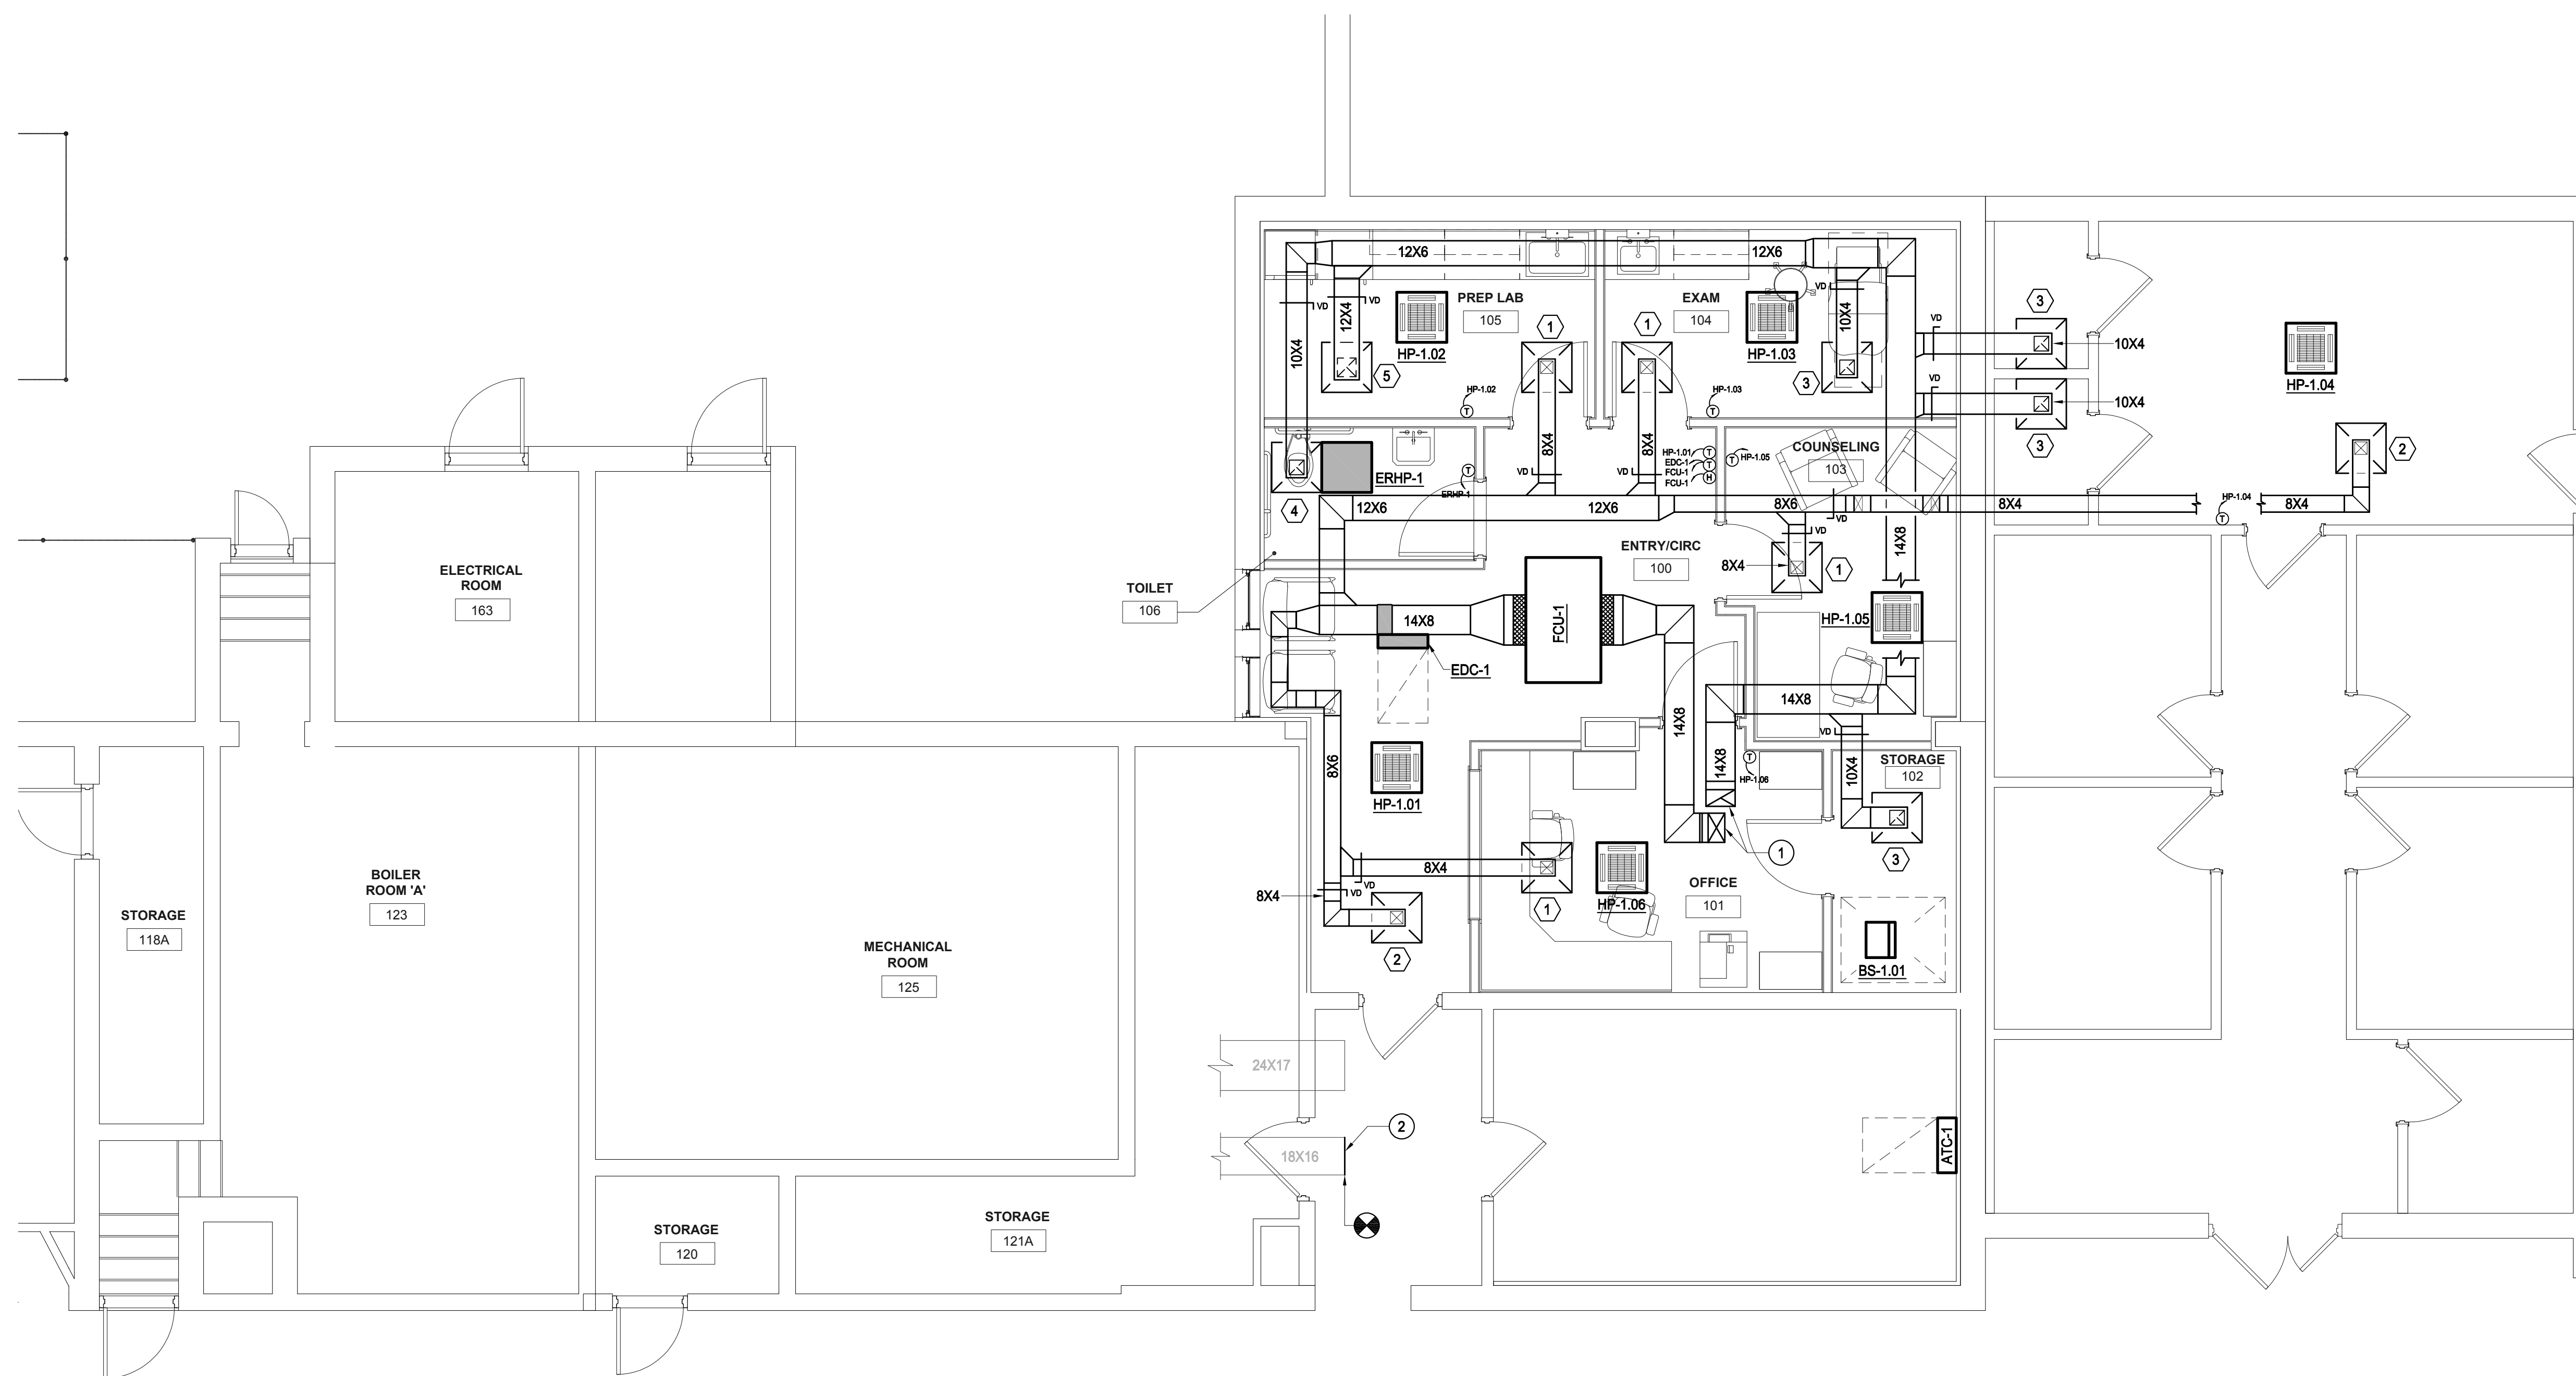 12X6
12X6
VD
VD
12X4
10X4
PREP LAB
105
1
HP-1.02
5
HP-1.02
T
EXAM
104
1
HP-1.03
VD
10X4
3
HP-1.03
T
VD
3
10X4
VD
10X4
3
HP-1.04
2
8X4
VD
8X4
VD
HP-1.01
T
EDC-1
T
FCU-1
FCU-1
H
T
HP-1.05
COUNSELING
103
ERHP-1
T
ERHP-1
4
12X6
12X6
8X6
VD
8X4
HP-1.04
T
8X4
VD
14X8
ENTRY/CIRC
100
8X4
1
ELECTRICAL
ROOM
163
TOILET
106
14X8
FCU-1
HP-1.05
EDC-1
14X8
14X8
14X8
VD
8X6
HP-1.01
T
HP-1.06
10X4
STORAGE
102
3
1
8X4
VD
8X4
VD
1
HP-1.06
OFFICE
101
2
BS-1.01
BOILER
ROOM 'A'
123
STORAGE
118A
MECHANICAL
ROOM
125
24X17
2
18X16
ATC-1
STORAGE
120
STORAGE
121A